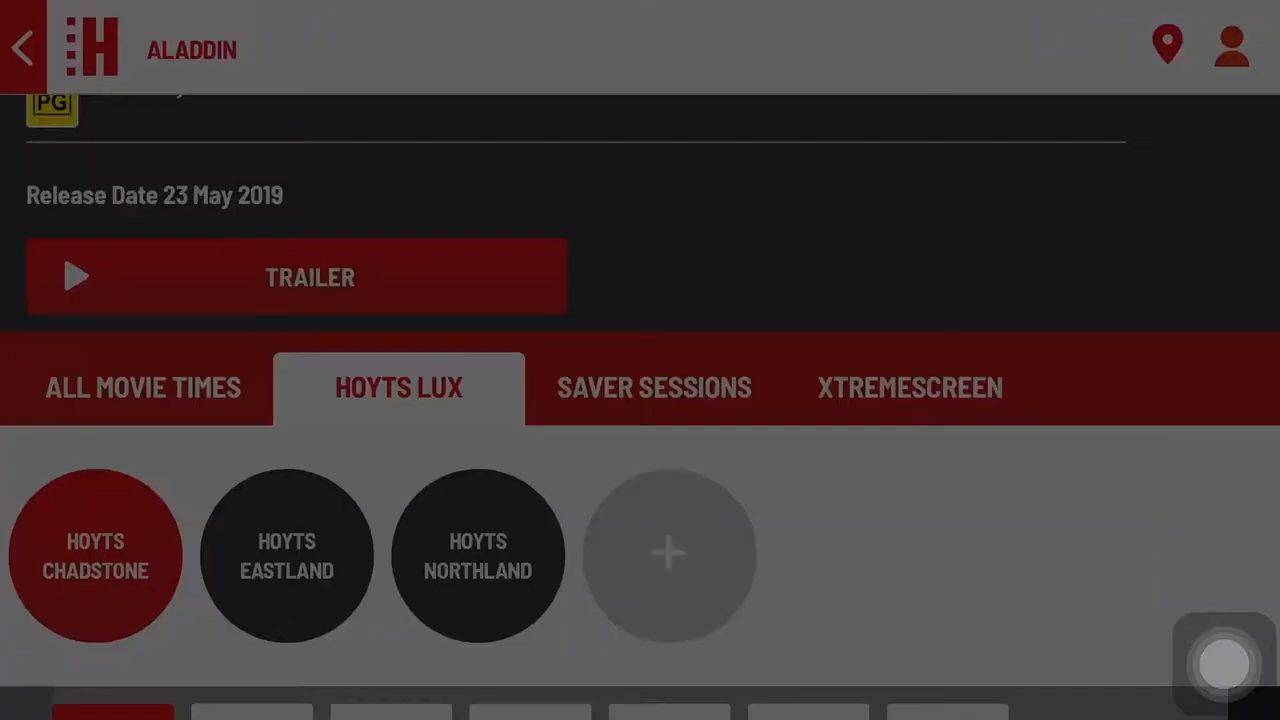 H ALADDIN
PG
Release Date 23 May 2019
TRAILER
ALL MOVIE TIMES
HOYTS LUX
SAVER SESSIONS
XTREMESCREEN
HOYTS
CHADSTONE
HOYTS
EASTLAND
HOYTS
NORTHLAND
+